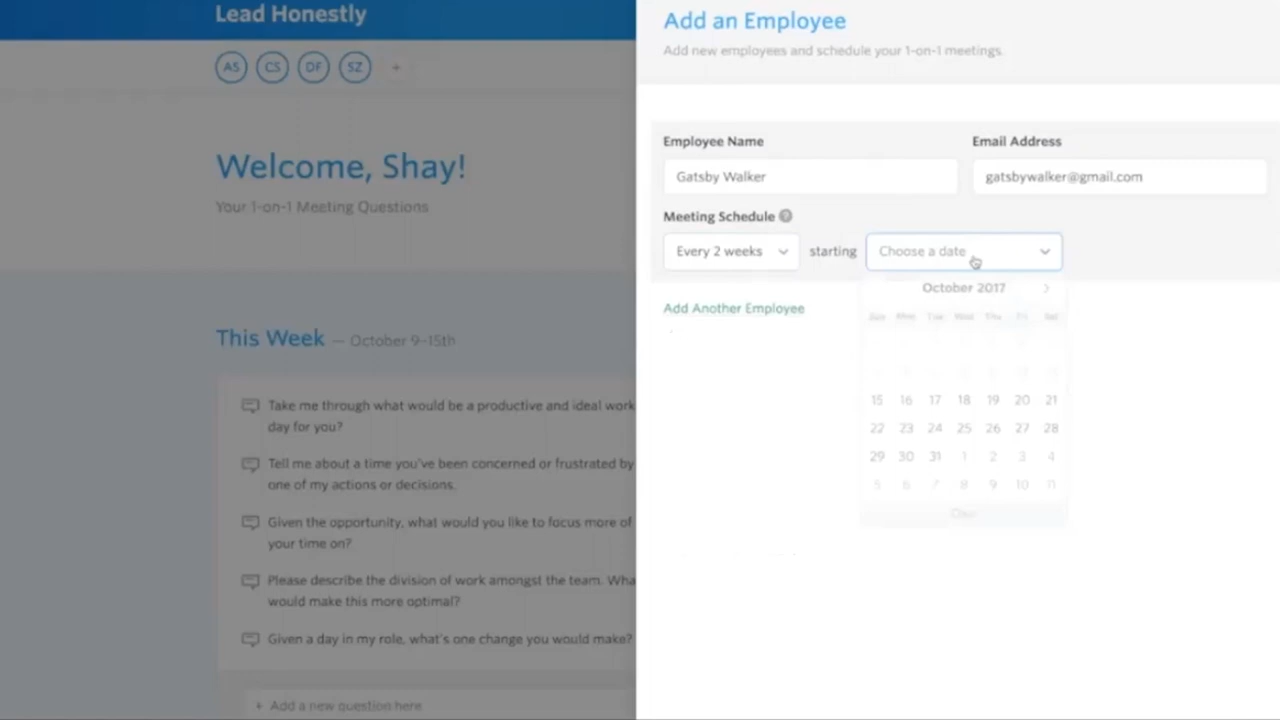 Lead Honestly
AS CS DF SZ +
Welcome, Shay!
Your 1-on-1 Meeting Questions
This Week — October 9–15th
Take me through what would be a productive and ideal work
day for you?
Tell me about a time you've been concerned or frustrated by
one of my actions or decisions.
Given the opportunity, what would you like to focus more of
your time on?
Please describe the division of work amongst the team. Wha
would make this more optimal?
Given a day in my role, what's one change you would make?
+ Add a new question here
Add an Employee
Add new employees and schedule your 1-on-1 meetings.
Employee Name Email Address
Gatsby Walker gatsbywalker@gmail.com
Meeting Schedule ?
Every 2 weeks starting Choose a date
October 2017
Sun Mon Tue Wed Thu Fri Sat
15 16 17 18 19 20 21
22 23 24 25 26 27 28
29 30 31 1 2 3 4
5 6 7 8 9 10 11
Clear
Add Another Employee